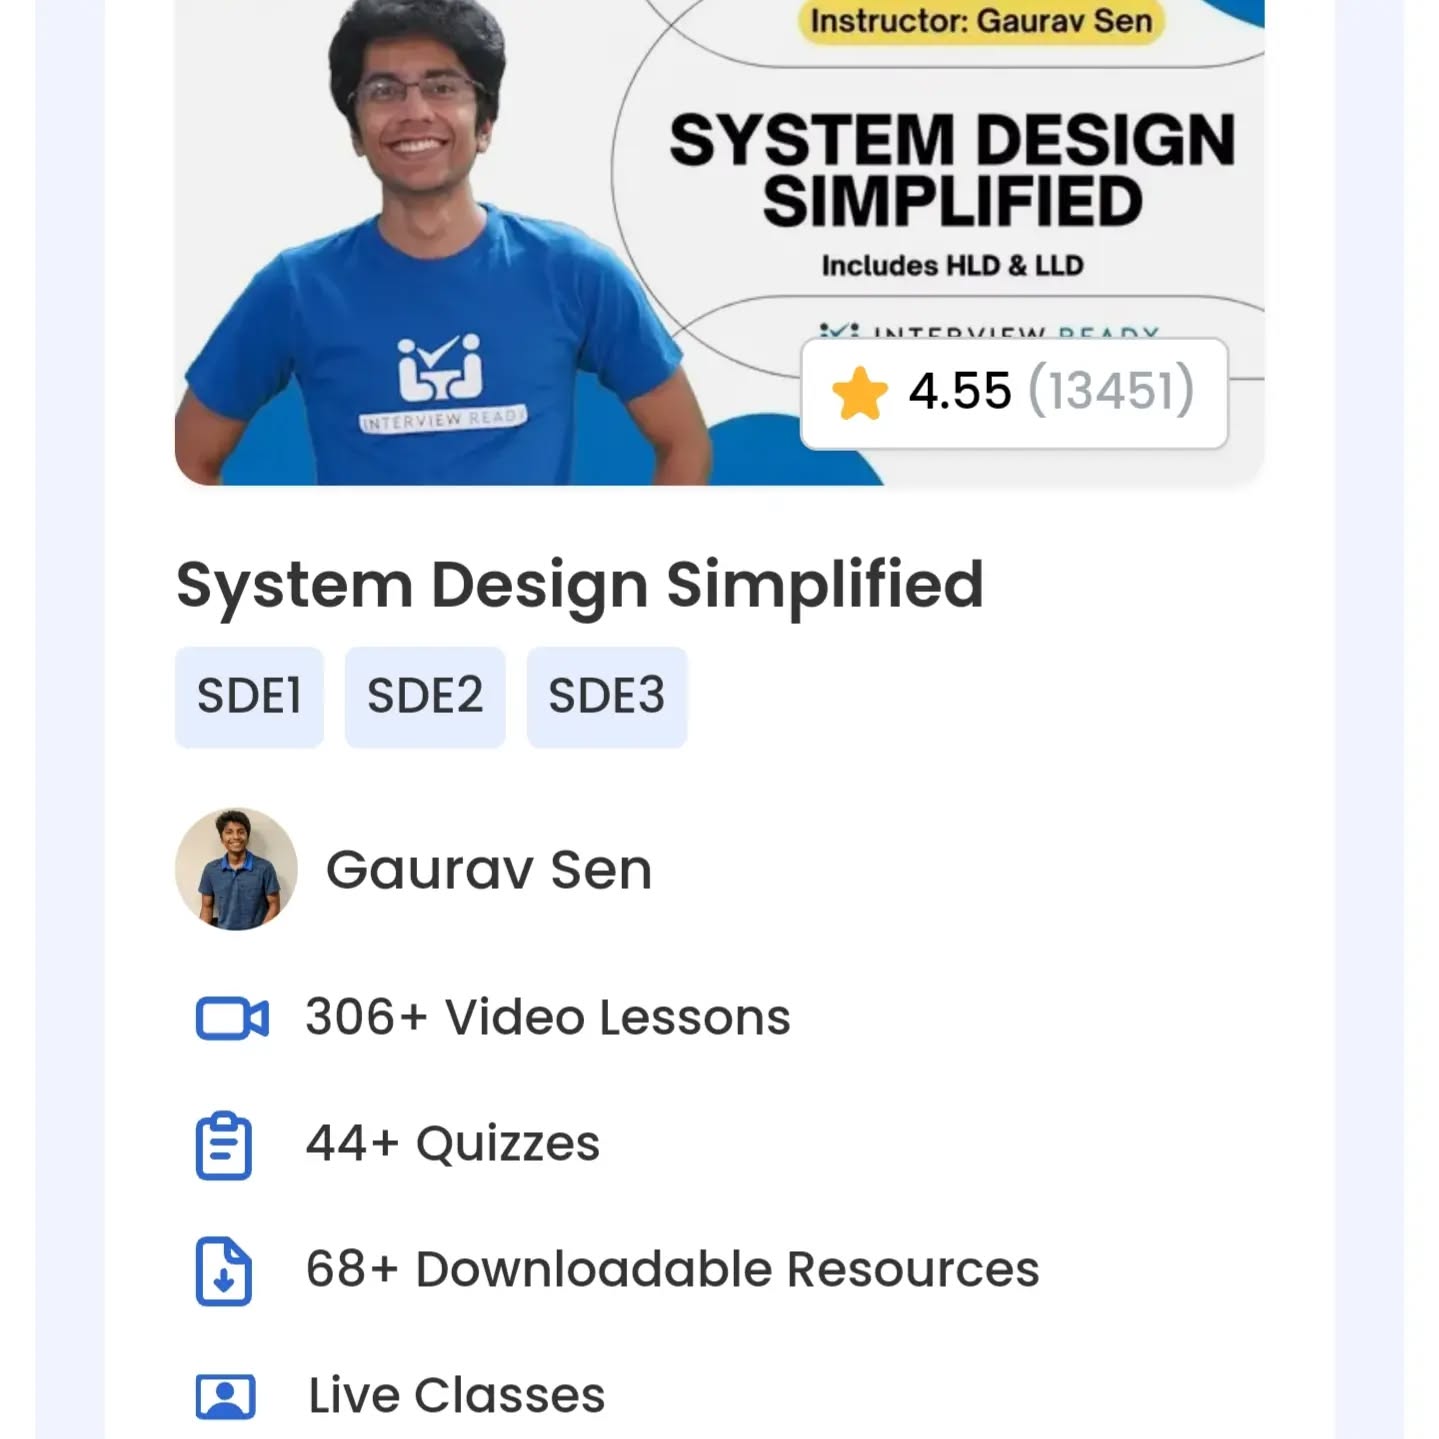 Instructor: Gaurav Sen
SYSTEM DESIGN
SIMPLIFIED
Includes HLD & LLD
INTERVIEW READY
INTERVIEW READY
4.55 (13451)
System Design Simplified
SDE1 SDE2 SDE3
Gaurav Sen
306+ Video Lessons
44+ Quizzes
68+ Downloadable Resources
Live Classes